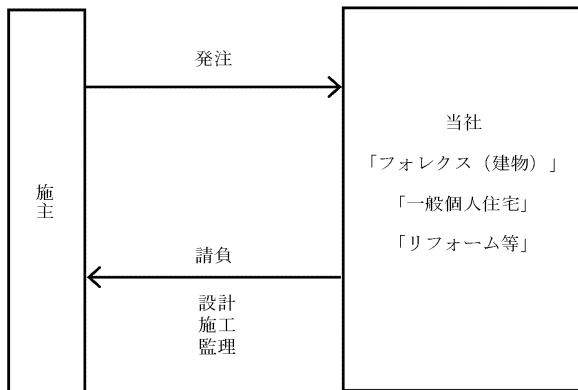 施主
発注
請負
設計
施工
監理
当社
「フォレクス（建物）」
「一般個人住宅」
「リフォーム等」